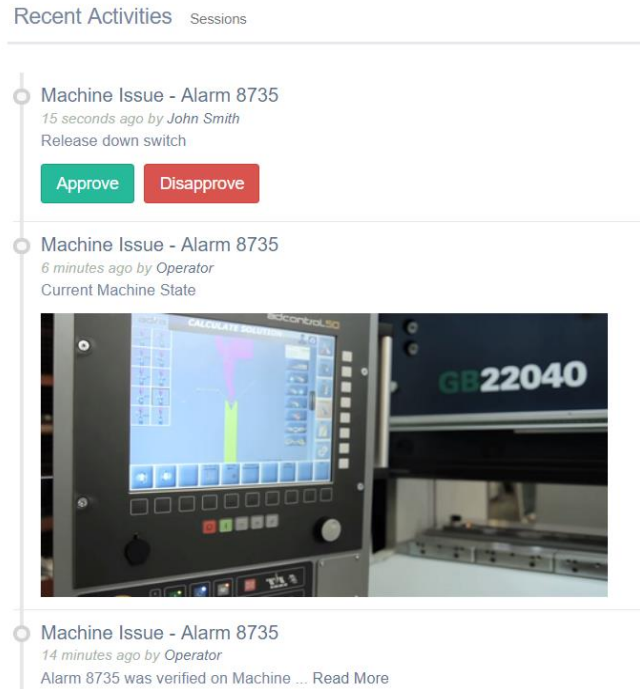 Recent Activities Sessions
Machine Issue - Alarm 8735
15 seconds ago by John Smith
Release down switch
Approve Disapprove
Machine Issue - Alarm 8735
6 minutes ago by Operator
Current Machine State
adcontrol50
CALCULATE SOLUTION
GB22040
Machine Issue - Alarm 8735
14 minutes ago by Operator
Alarm 8735 was verified on Machine ... Read More